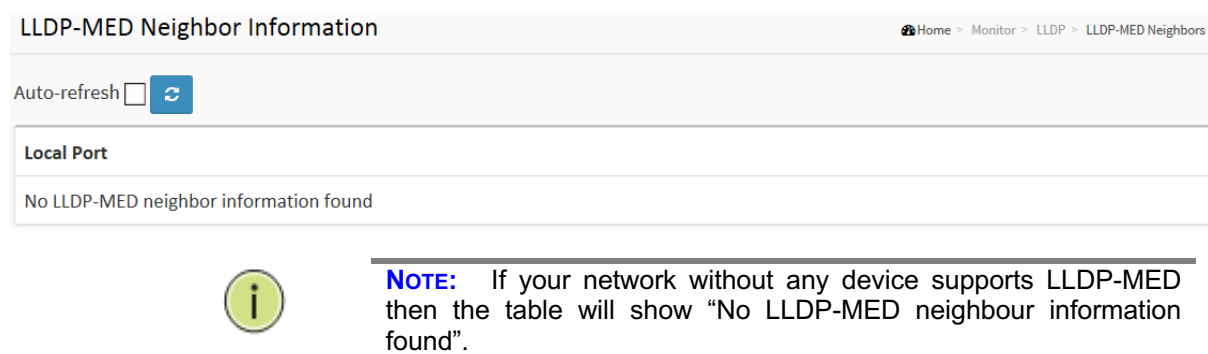 LLDP-MED Neighbor Information
Home > Monitor > LLDP > LLDP-MED Neighbors
Auto-refresh
Local Port
No LLDP-MED neighbor information found
i
NOTE: If your network without any device supports LLDP-MED
then the table will show “No LLDP-MED neighbour information
found”.